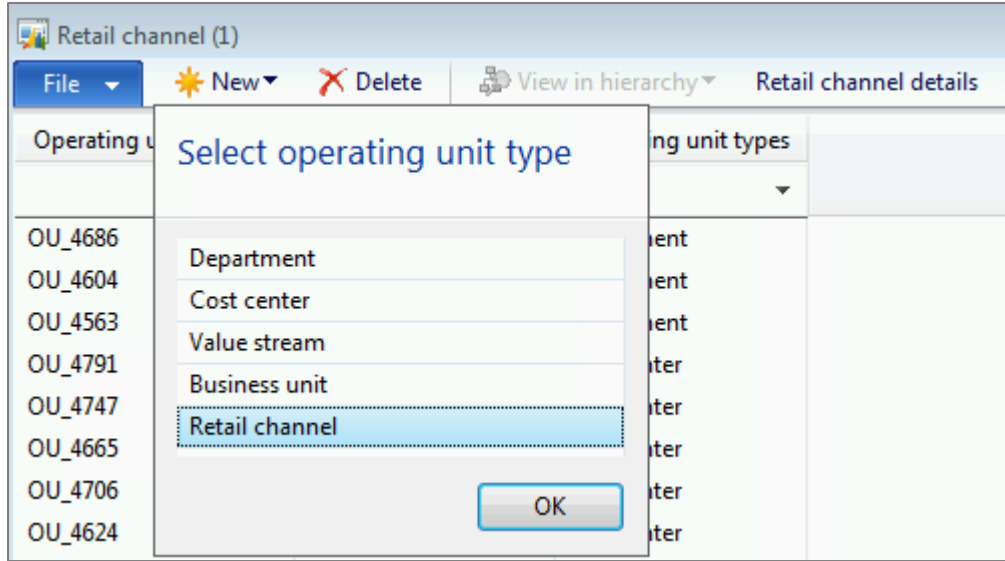 Retail channel (1)
File New Delete View in hierarchy Retail channel details
Operating u ng unit types
Select operating unit type
OU_4686 ent
Department
OU_4604 ent
Cost center
OU_4563 ent
Value stream
OU_4791 ter
Business unit
OU_4747 ter
Retail channel
OU_4665 ter
OU_4706 ter
OK
OU_4624 ter